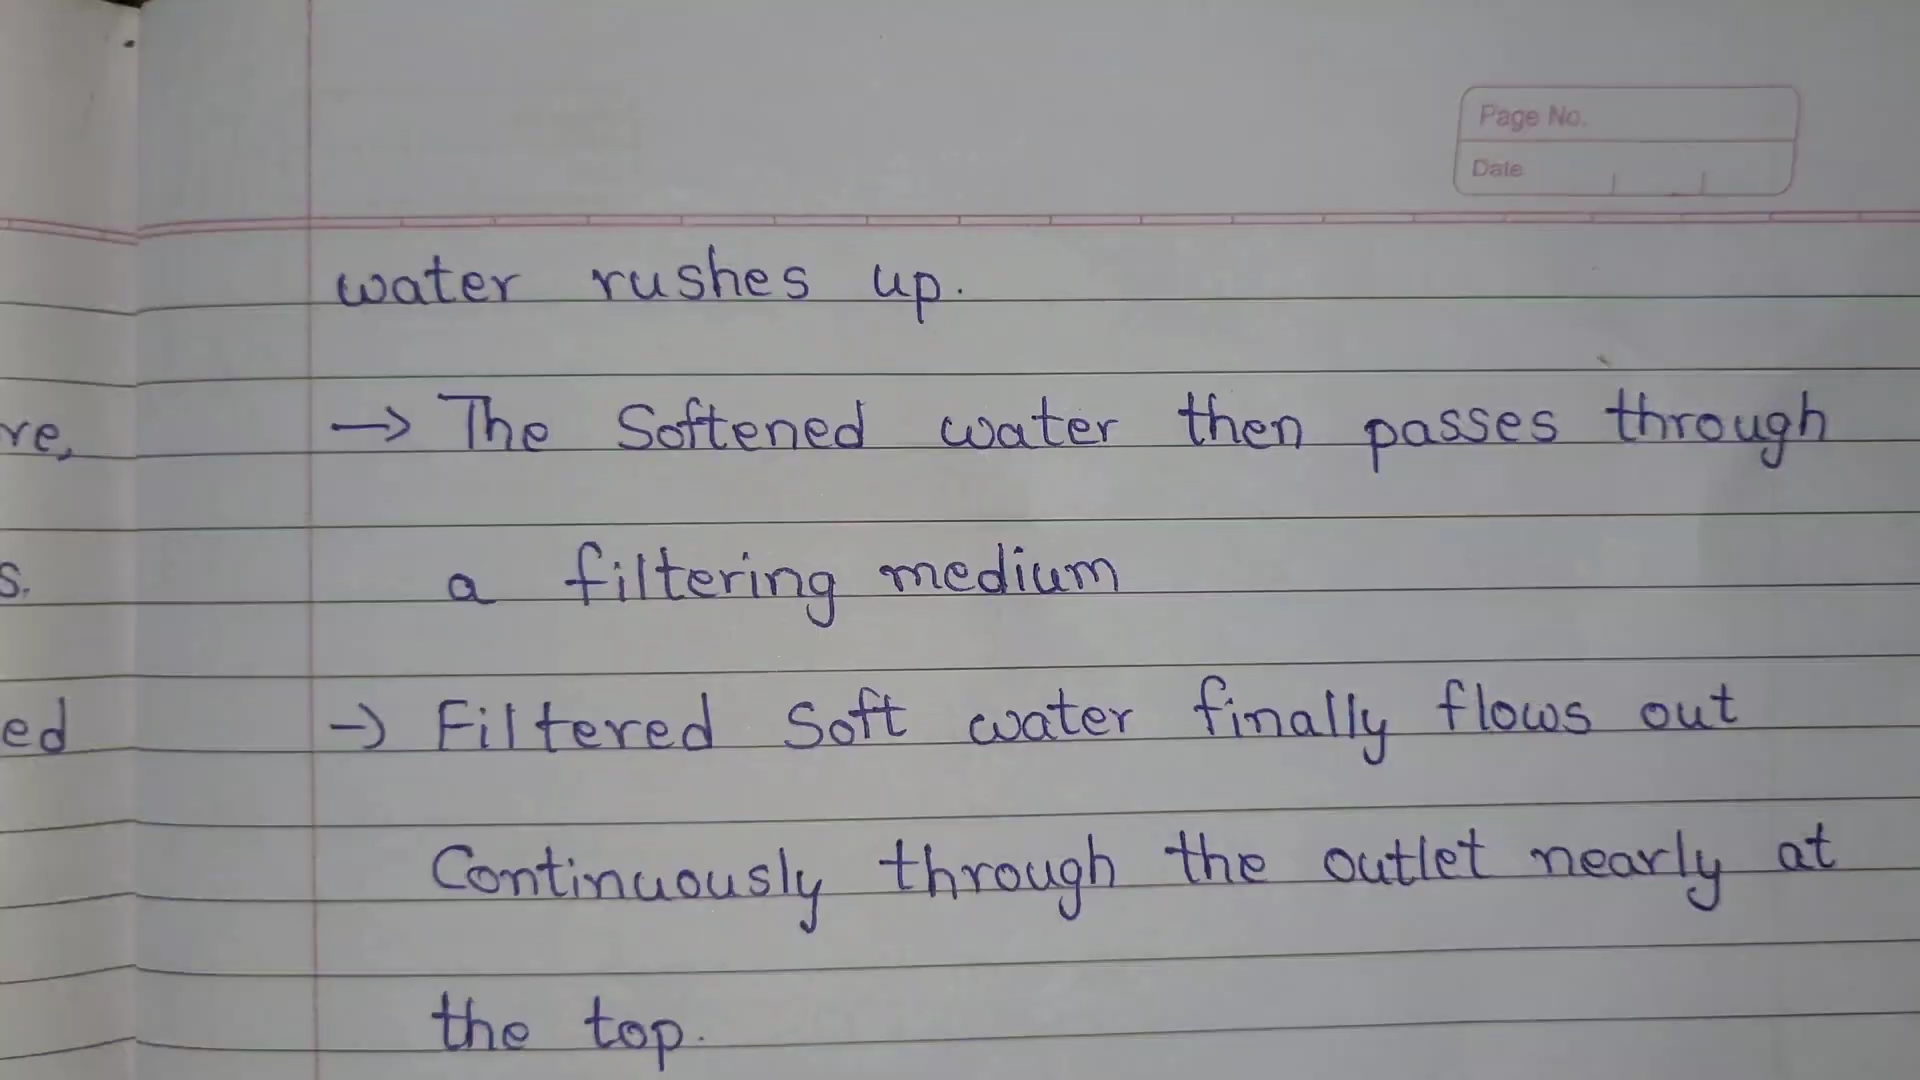 Page No.
Date
water rushes up.
→ The Softened water then passes through
a filtering medium
→ Filtered Soft water finally flows out
Continuously through the outlet nearly at
the top.
re,
s.
ed